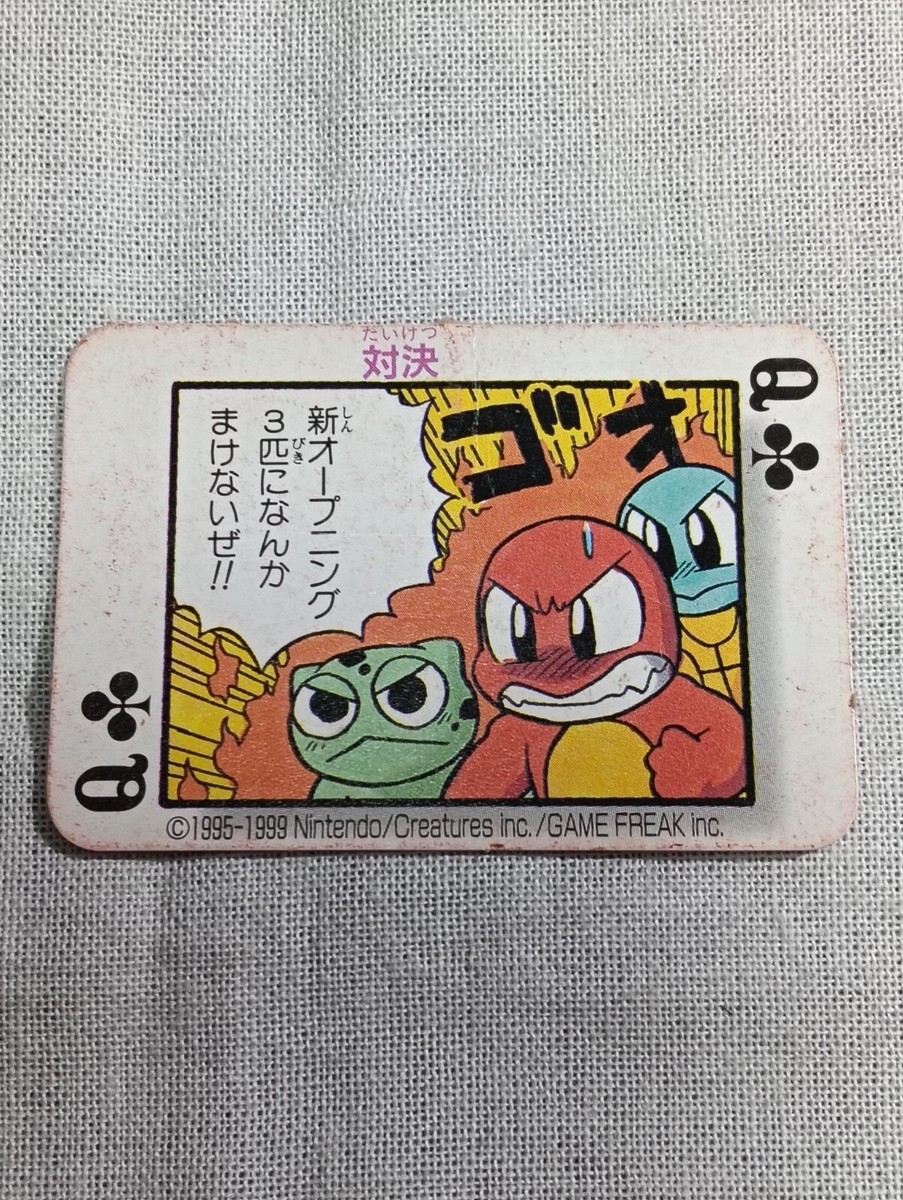 だいけつ
対決
Q
しん
新オープニング
びき
3匹になんか
まけないぜ!!
ゴオ
Q
©1995-1999 Nintendo/Creatures inc./GAME FREAK inc.